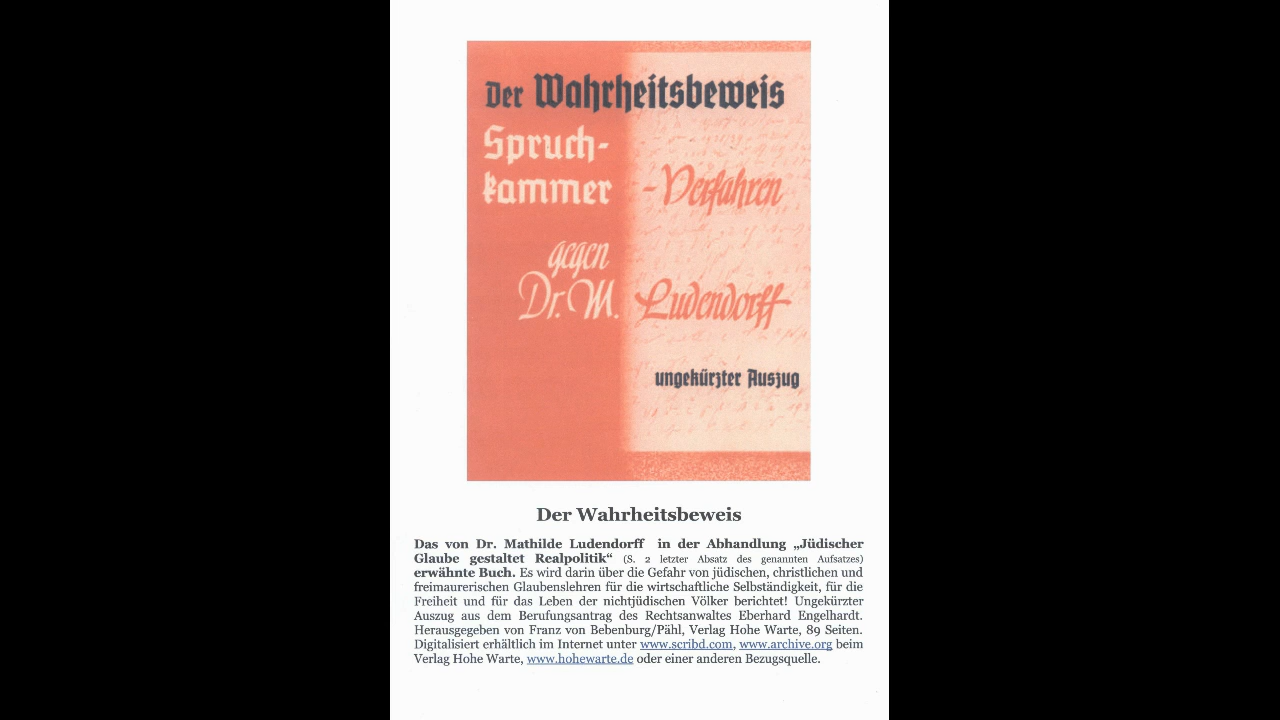 Der Wahrheitsbeweis
Spruch-
kammer -Verfahren
gegen
Dr. M. Ludendorff
ungekürzter Auszug
Der Wahrheitsbeweis
Das von Dr. Mathilde Ludendorff in der Abhandlung „Jüdischer
Glaube gestaltet Realpolitik“ (S. 2 letzter Absatz des genannten Aufsatzes)
erwähnte Buch. Es wird darin über die Gefahr von jüdischen, christlichen und
freimaurerischen Glaubenslehren für die wirtschaftliche Selbständigkeit, für die
Freiheit und für das Leben der nichtjüdischen Völker berichtet! Ungekürzter
Auszug aus dem Berufungsantrag des Rechtsanwaltes Eberhard Engelhardt.
Herausgegeben von Franz von Bebenburg/Pähl, Verlag Hohe Warte, 89 Seiten.
Digitalisiert erhältlich im Internet unter www.scribd.com, www.archive.org beim
Verlag Hohe Warte, www.hohewarte.de oder einer anderen Bezugsquelle.